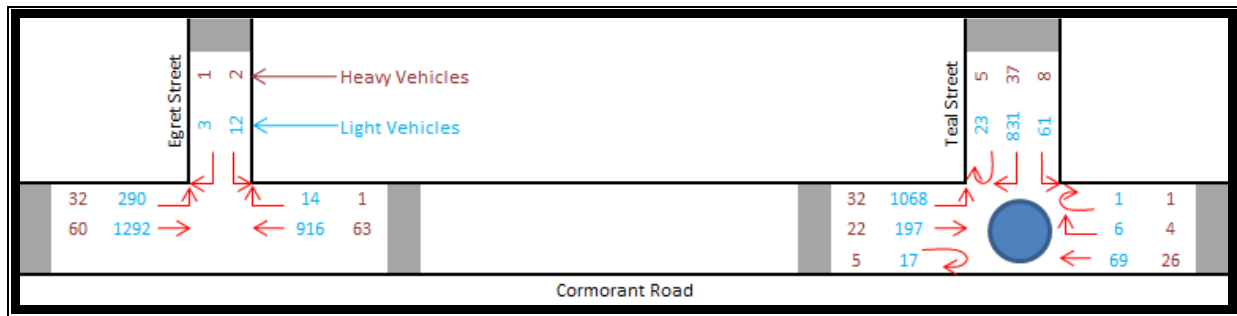 Egret Street
1 2
Heavy Vehicles
3 12
Light Vehicles
Teal Street
5 37 8
23 831 61
32 290
14 1
60 1292
916 63
32 1068
1 1
22 197
6 4
5 17
69 26
Cormorant Road